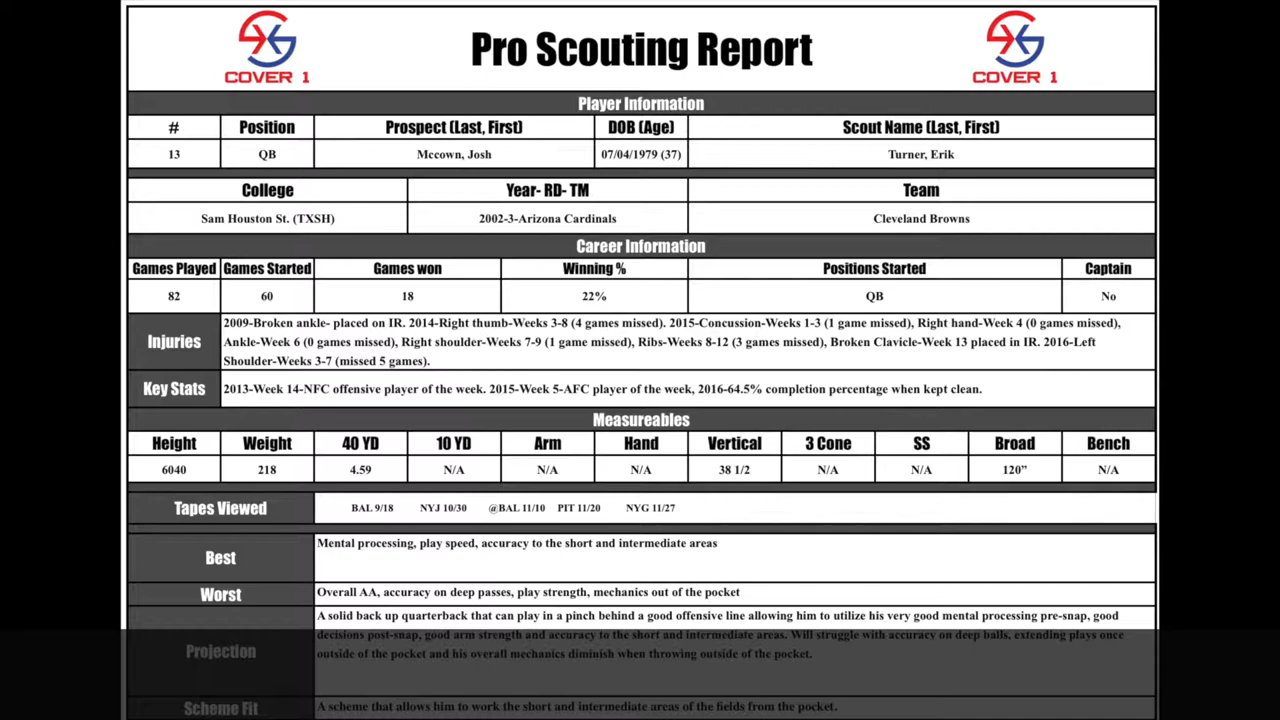 COVER 1
Pro Scouting Report
COVER 1
Player Information
# Position Prospect (Last, First) DOB (Age) Scout Name (Last, First)
13 QB Mccown, Josh 07/04/1979 (37) Turner, Erik
College Year- RD- TM Team
Sam Houston St. (TXSH) 2002-3-Arizona Cardinals Cleveland Browns
Career Information
Games Played Games Started Games won Winning % Positions Started Captain
82 60 18 22% QB No
Injuries
2009-Broken ankle- placed on IR. 2014-Right thumb-Weeks 3-8 (4 games missed). 2015-Concussion-Weeks 1-3 (1 game missed), Right hand-Week 4 (0 games missed),
Ankle-Week 6 (0 games missed), Right shoulder-Weeks 7-9 (1 game missed), Ribs-Weeks 8-12 (3 games missed), Broken Clavicle-Week 13 placed in IR. 2016-Left
Shoulder-Weeks 3-7 (missed 5 games).
Key Stats 2013-Week 14-NFC offensive player of the week. 2015-Week 5-AFC player of the week, 2016-64.5% completion percentage when kept clean.
Measureables
Height Weight 40 YD 10 YD Arm Hand Vertical 3 Cone SS Broad Bench
6040 218 4.59 N/A N/A N/A 38 1/2 N/A N/A 120” N/A
Tapes Viewed BAL 9/18 NYJ 10/30 @BAL 11/10 PIT 11/20 NYG 11/27
Best
Mental processing, play speed, accuracy to the short and intermediate areas
Worst Overall AA, accuracy on deep passes, play strength, mechanics out of the pocket
Projection
A solid back up quarterback that can play in a pinch behind a good offensive line allowing him to utilize his very good mental processing pre-snap, good
decisions post-snap, good arm strength and accuracy to the short and intermediate areas. Will struggle with accuracy on deep balls, extending plays once
outside of the pocket and his overall mechanics diminish when throwing outside of the pocket.
Scheme Fit A scheme that allows him to work the short and intermediate areas of the fields from the pocket.